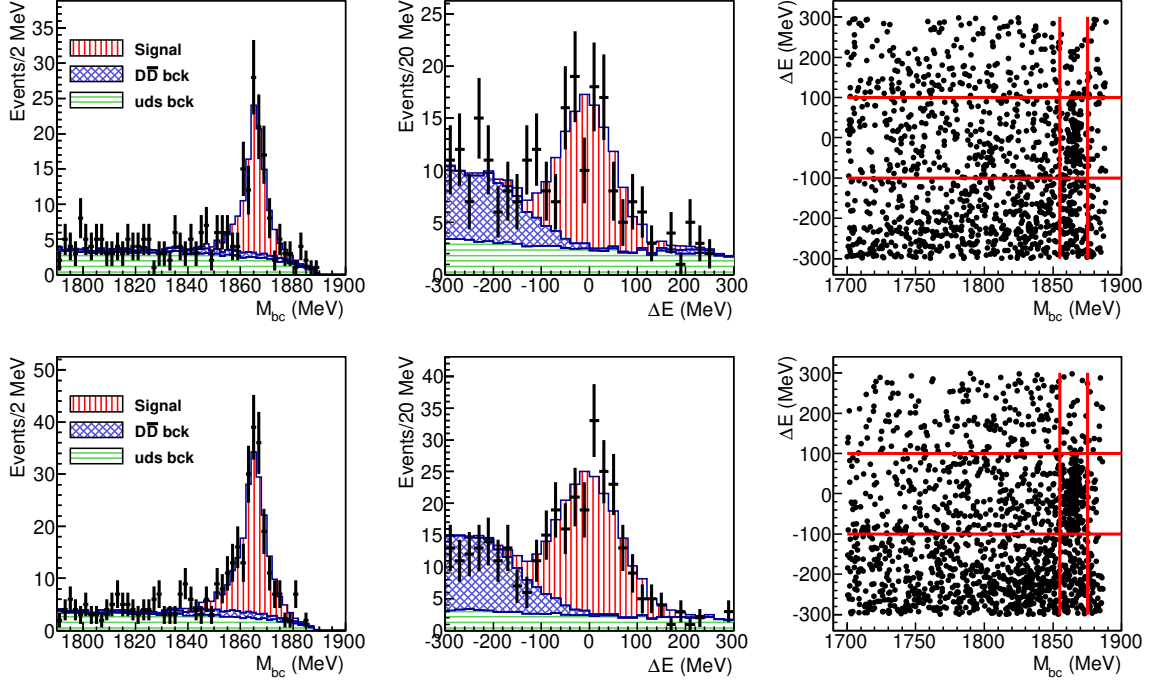 Events/2 MeV
35
30
25
20
15
10
5
0
Signal
DD̅ bck
uds bck
1800 1820 1840 1860 1880 1900
M_bc (MeV)
Events/20 MeV
25
20
15
10
5
0
-300 -200 -100 0 100 200 300
ΔE (MeV)
ΔE (MeV)
300
200
100
0
-100
-200
-300
1700 1750 1800 1850 1900
M_bc (MeV)
Events/2 MeV
50
40
30
20
10
0
Signal
DD̅ bck
uds bck
1800 1820 1840 1860 1880 1900
M_bc (MeV)
Events/20 MeV
40
35
30
25
20
15
10
5
0
-300 -200 -100 0 100 200 300
ΔE (MeV)
ΔE (MeV)
300
200
100
0
-100
-200
-300
1700 1750 1800 1850 1900
M_bc (MeV)